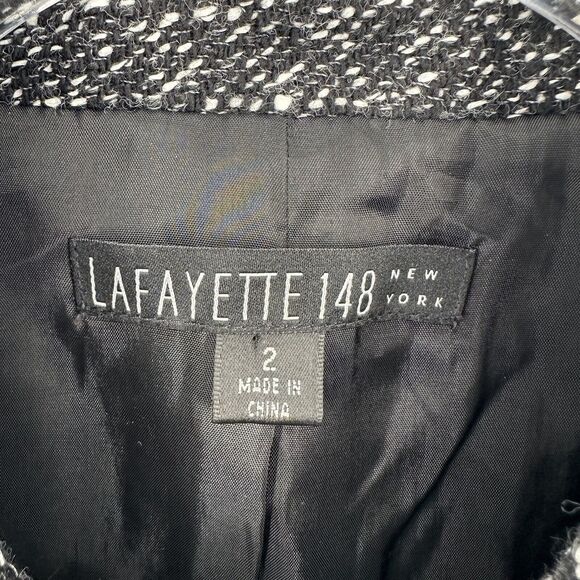 LAFAYETTE 148 NEW YORK
2
MADE IN
CHINA